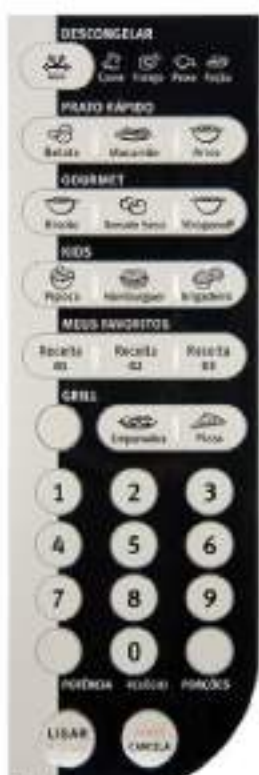 DESCONGELAR
Carne Frango Peixe Feijão
PRATO RÁPIDO
Batata Macarrão Arroz
GOURMET
Risoto Tomate Seco Strogonoff
KIDS
Pipoca Hambúrguer Brigadeiro
MEUS FAVORITOS
Receita 01 Receita 02 Receita 03
GRILL
Empanados Pizza
1 2 3
4 5 6
7 8 9
0
POTÊNCIA RELÓGIO PORÇÕES
LIGAR
CANCELA